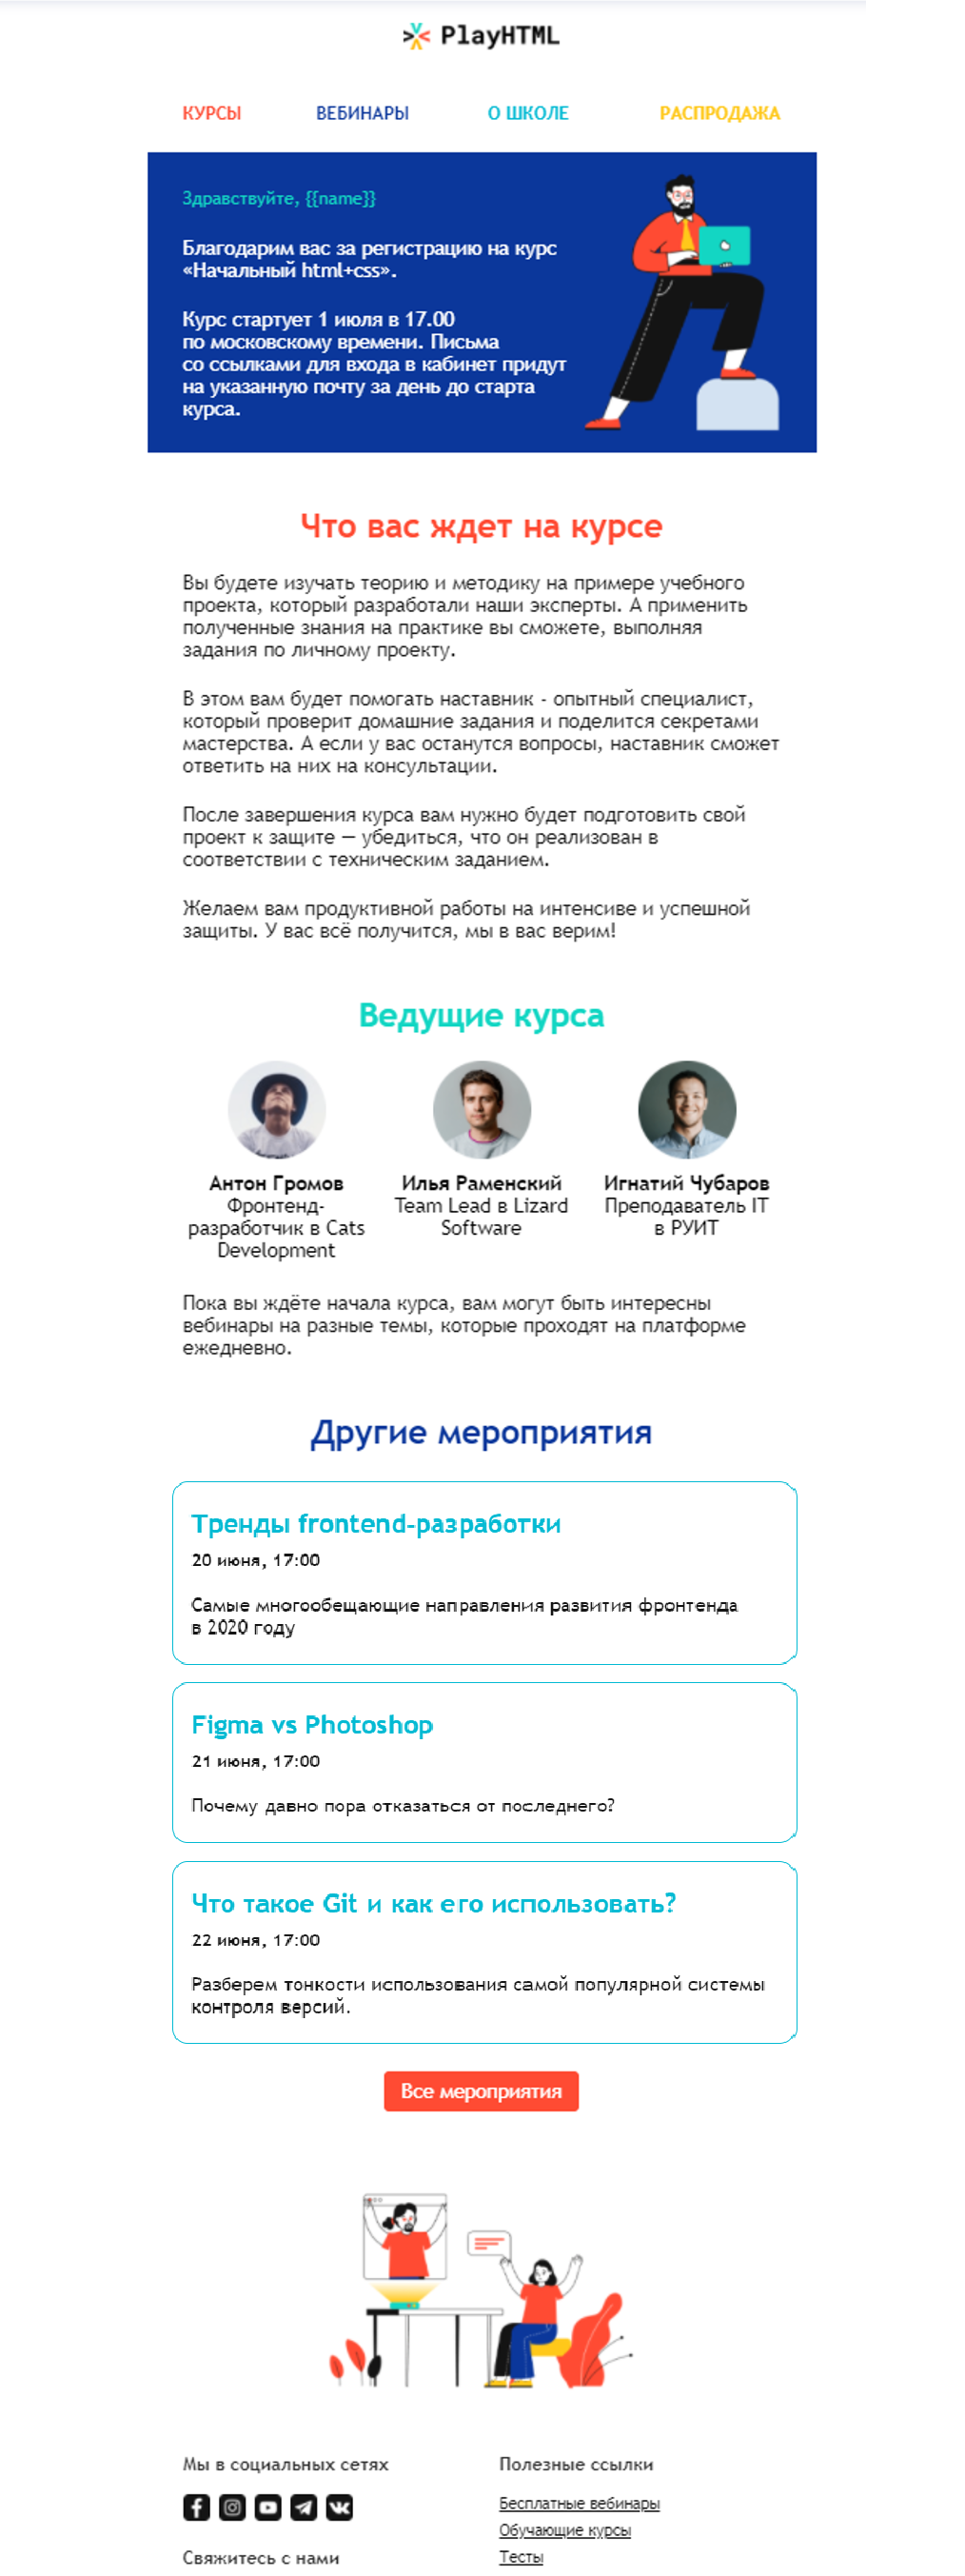 PlayHTML
КУРСЫ ВЕБИНАРЫ О ШКОЛЕ РАСПРОДАЖА
Здравствуйте, {{name}}
Благодарим вас за регистрацию на курс
«Начальный html+css».
Курс стартует 1 июля в 17.00
по московскому времени. Письма
со ссылками для входа в кабинет придут
на указанную почту за день до старта
курса.
Что вас ждет на курсе
Вы будете изучать теорию и методику на примере учебного
проекта, который разработали наши эксперты. А применить
полученные знания на практике вы сможете, выполняя
задания по личному проекту.
В этом вам будет помогать наставник - опытный специалист,
который проверит домашние задания и поделится секретами
мастерства. А если у вас останутся вопросы, наставник сможет
ответить на них на консультации.
После завершения курса вам нужно будет подготовить свой
проект к защите — убедиться, что он реализован в
соответствии с техническим заданием.
Желаем вам продуктивной работы на интенсиве и успешной
защиты. У вас всё получится, мы в вас верим!
Ведущие курса
Антон Громов
Фронтенд-
разработчик в Cats
Development
Илья Раменский
Team Lead в Lizard
Software
Игнатий Чубаров
Преподаватель IT
в РУИТ
Пока вы ждёте начала курса, вам могут быть интересны
вебинары на разные темы, которые проходят на платформе
ежедневно.
Другие мероприятия
Тренды frontend-разработки
20 июня, 17:00
Самые многообещающие направления развития фронтенда
в 2020 году
Figma vs Photoshop
21 июня, 17:00
Почему давно пора отказаться от последнего?
Что такое Git и как его использовать?
22 июня, 17:00
Разберем тонкости использования самой популярной системы
контроля версий.
Все мероприятия
Мы в социальных сетях
Свяжитесь с нами
Полезные ссылки
Бесплатные вебинары
Обучающие курсы
Тесты